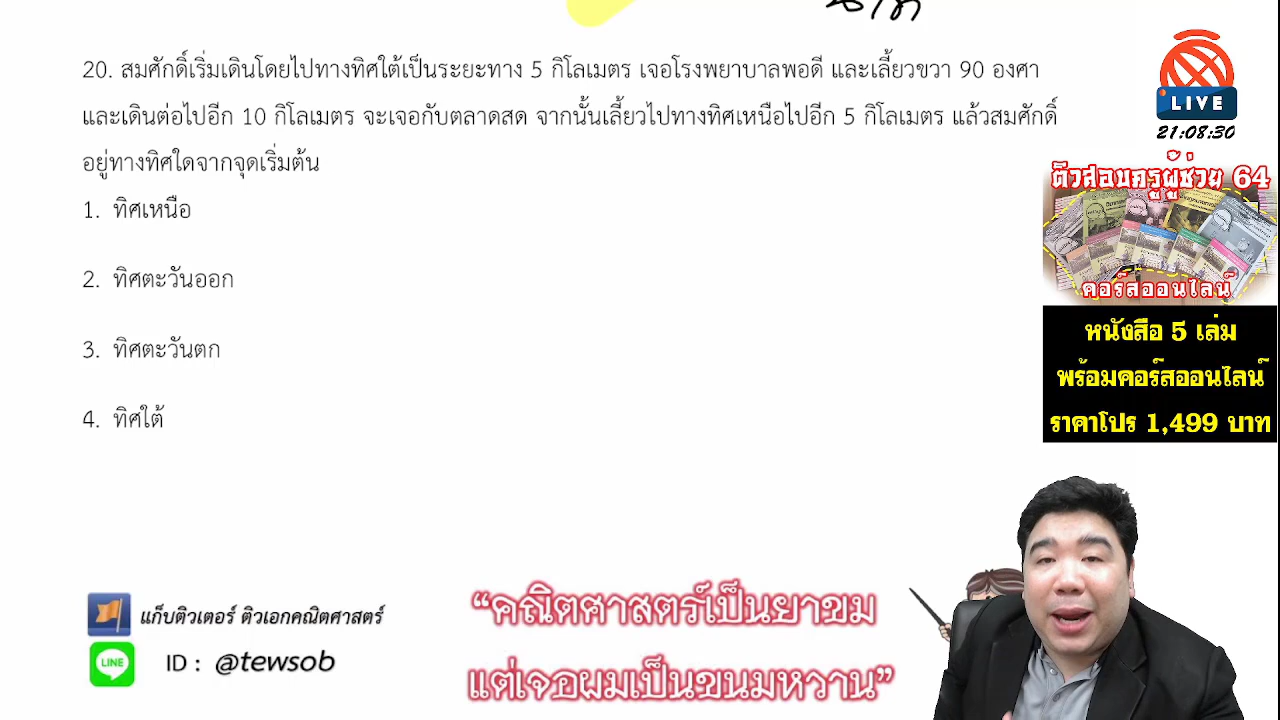 20. สมศักดิ์เริ่มเดินโดยไปทางทิศใต้เป็นระยะทาง 5 กิโลเมตร เจอโรงพยาบาลพอดี และเลี้ยวขวา 90 องศา
และเดินต่อไปอีก 10 กิโลเมตร จะเจอกับตลาดสด จากนั้นเลี้ยวไปทางทิศเหนือไปอีก 5 กิโลเมตร แล้วสมศักดิ์
อยู่ทางทิศใดจากจุดเริ่มต้น
1. ทิศเหนือ
2. ทิศตะวันออก
3. ทิศตะวันตก
4. ทิศใต้
LIVE
21:08:30
ติวสอบครูผู้ช่วย 64
คอร์สออนไลน์
หนังสือ 5 เล่ม
พร้อมคอร์สออนไลน์
ราคาโปร 1,499 บาท
แก็บติวเตอร์ ติวเอกคณิตศาสตร์
LINE
ID : @tewsob
“คณิตศาสตร์เป็นยาขม
แต่เจอผมเป็นขนมหวาน”